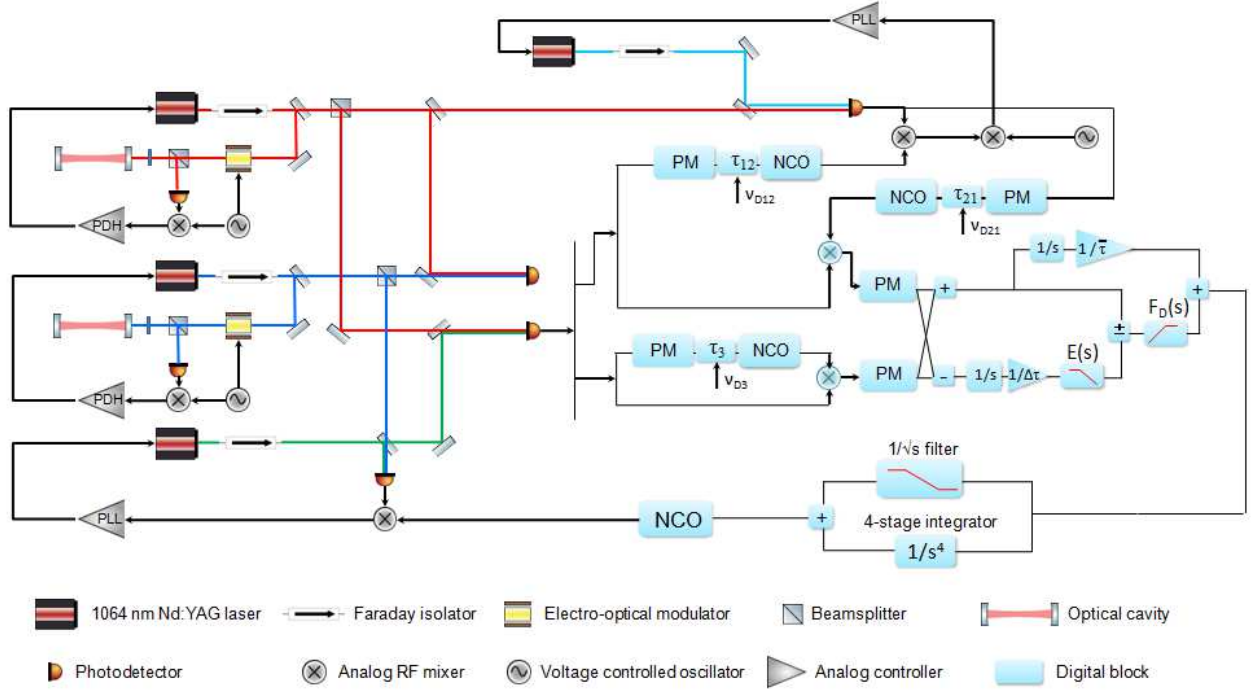 PLL
PM τ12 NCO
νD12
NCO τ21 PM
νD21
PDH
1/s 1/τ̄
PM + +
FD(s)
±
PM τ3 NCO
νD3
PM - 1/s 1/Δτ E(s)
PDH
1/√s filter
PLL NCO +
4-stage integrator
1/s⁴
1064 nm Nd:YAG laser Faraday isolator Electro-optical modulator Beamsplitter Optical cavity
Photodetector Analog RF mixer Voltage controlled oscillator Analog controller Digital block